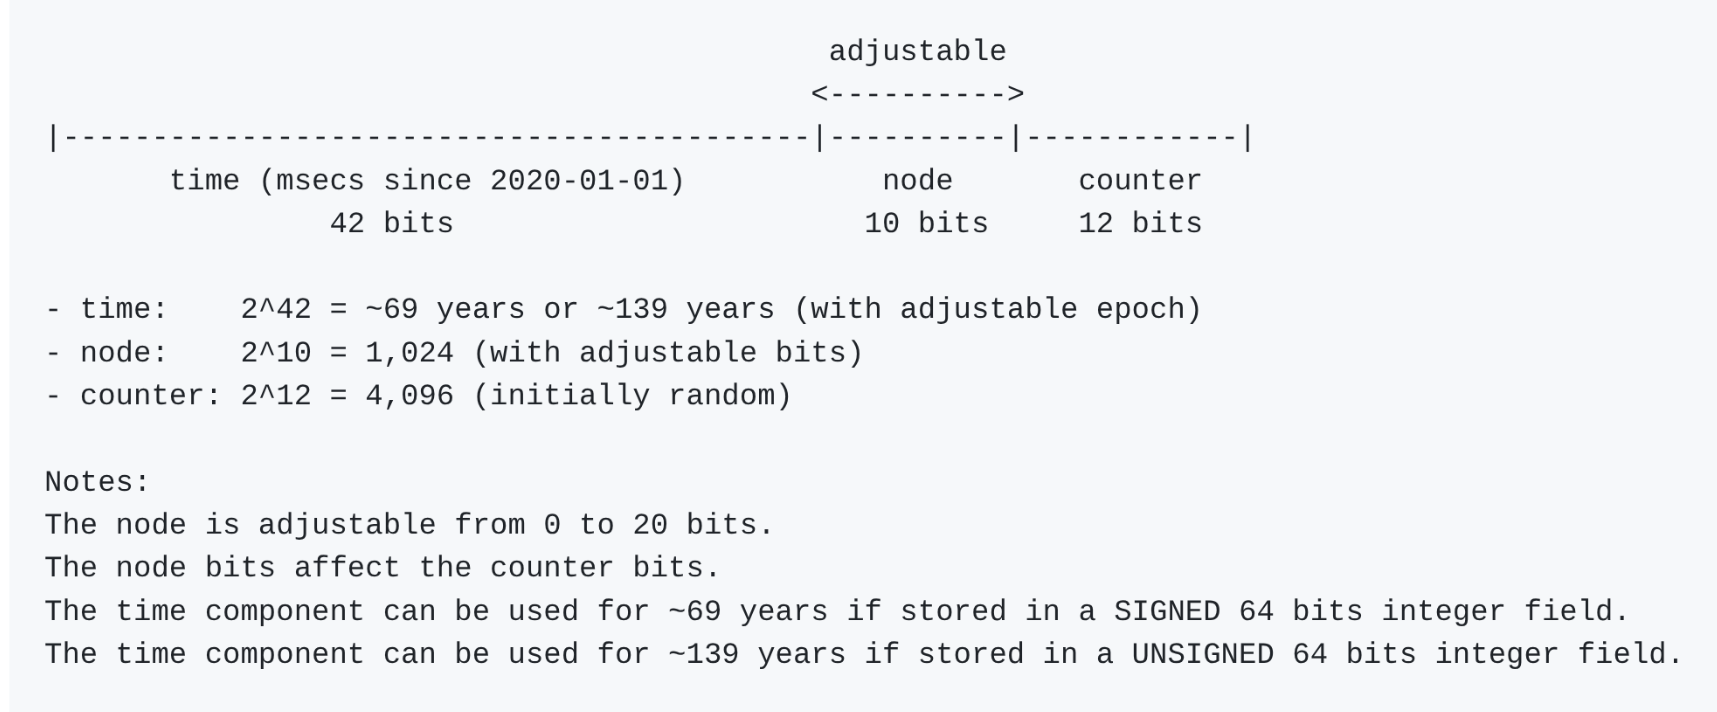 adjustable
<---------->
|------------------------------------------|----------|------------|
time (msecs since 2020-01-01) node counter
42 bits 10 bits 12 bits
- time: 2^42 = ~69 years or ~139 years (with adjustable epoch)
- node: 2^10 = 1,024 (with adjustable bits)
- counter: 2^12 = 4,096 (initially random)
Notes:
The node is adjustable from 0 to 20 bits.
The node bits affect the counter bits.
The time component can be used for ~69 years if stored in a SIGNED 64 bits integer field.
The time component can be used for ~139 years if stored in a UNSIGNED 64 bits integer field.